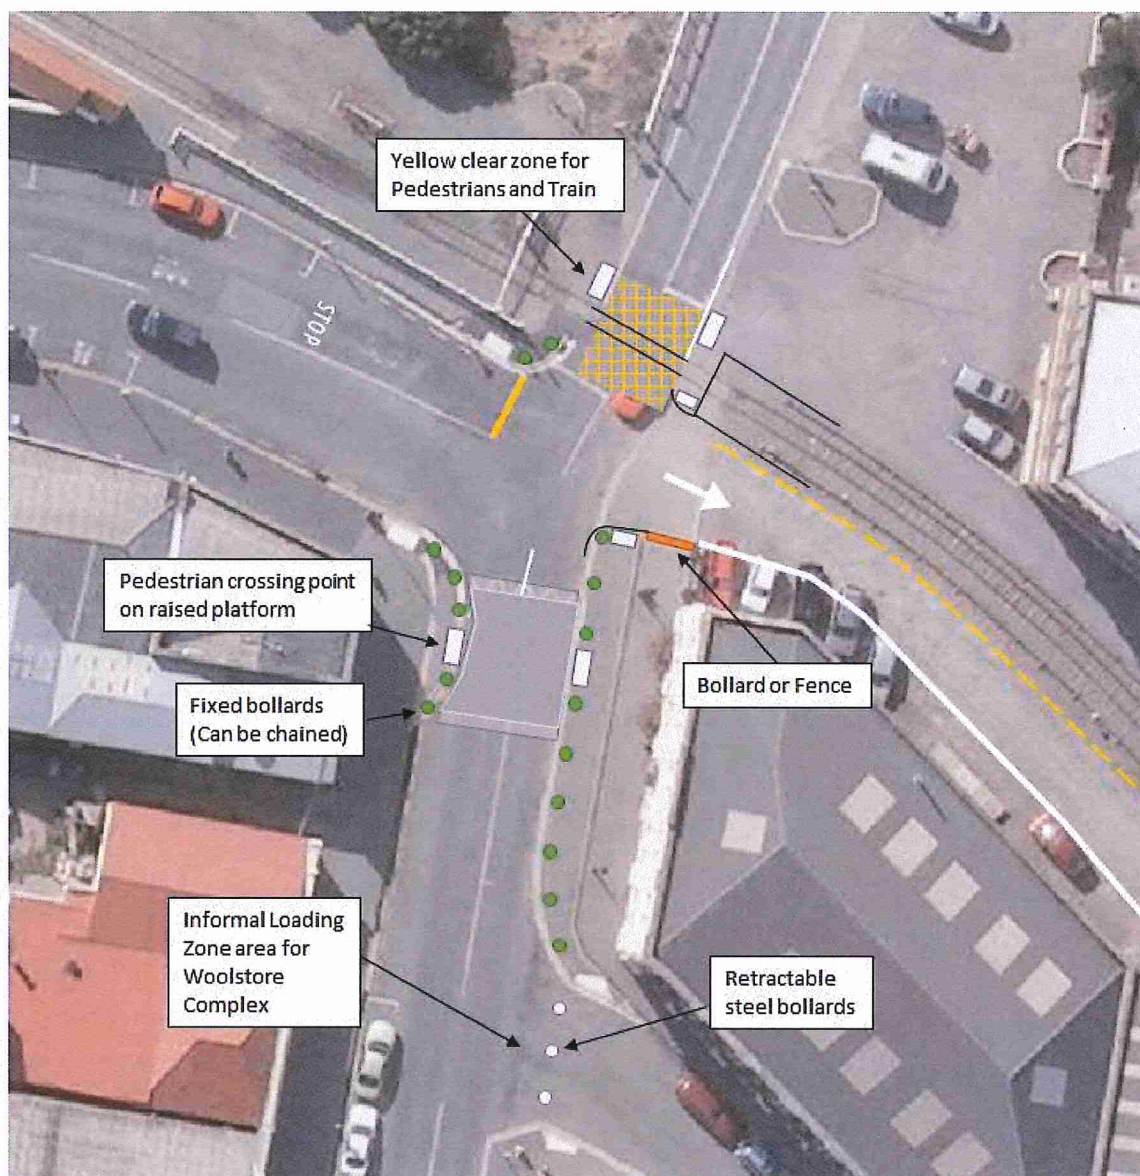 Yellow clear zone for
Pedestrians and Train
STOP
Pedestrian crossing point
on raised platform
Bollard or Fence
Fixed bollards
(Can be chained)
Informal Loading
Zone area for
Woolstore
Complex
Retractable
steel bollards